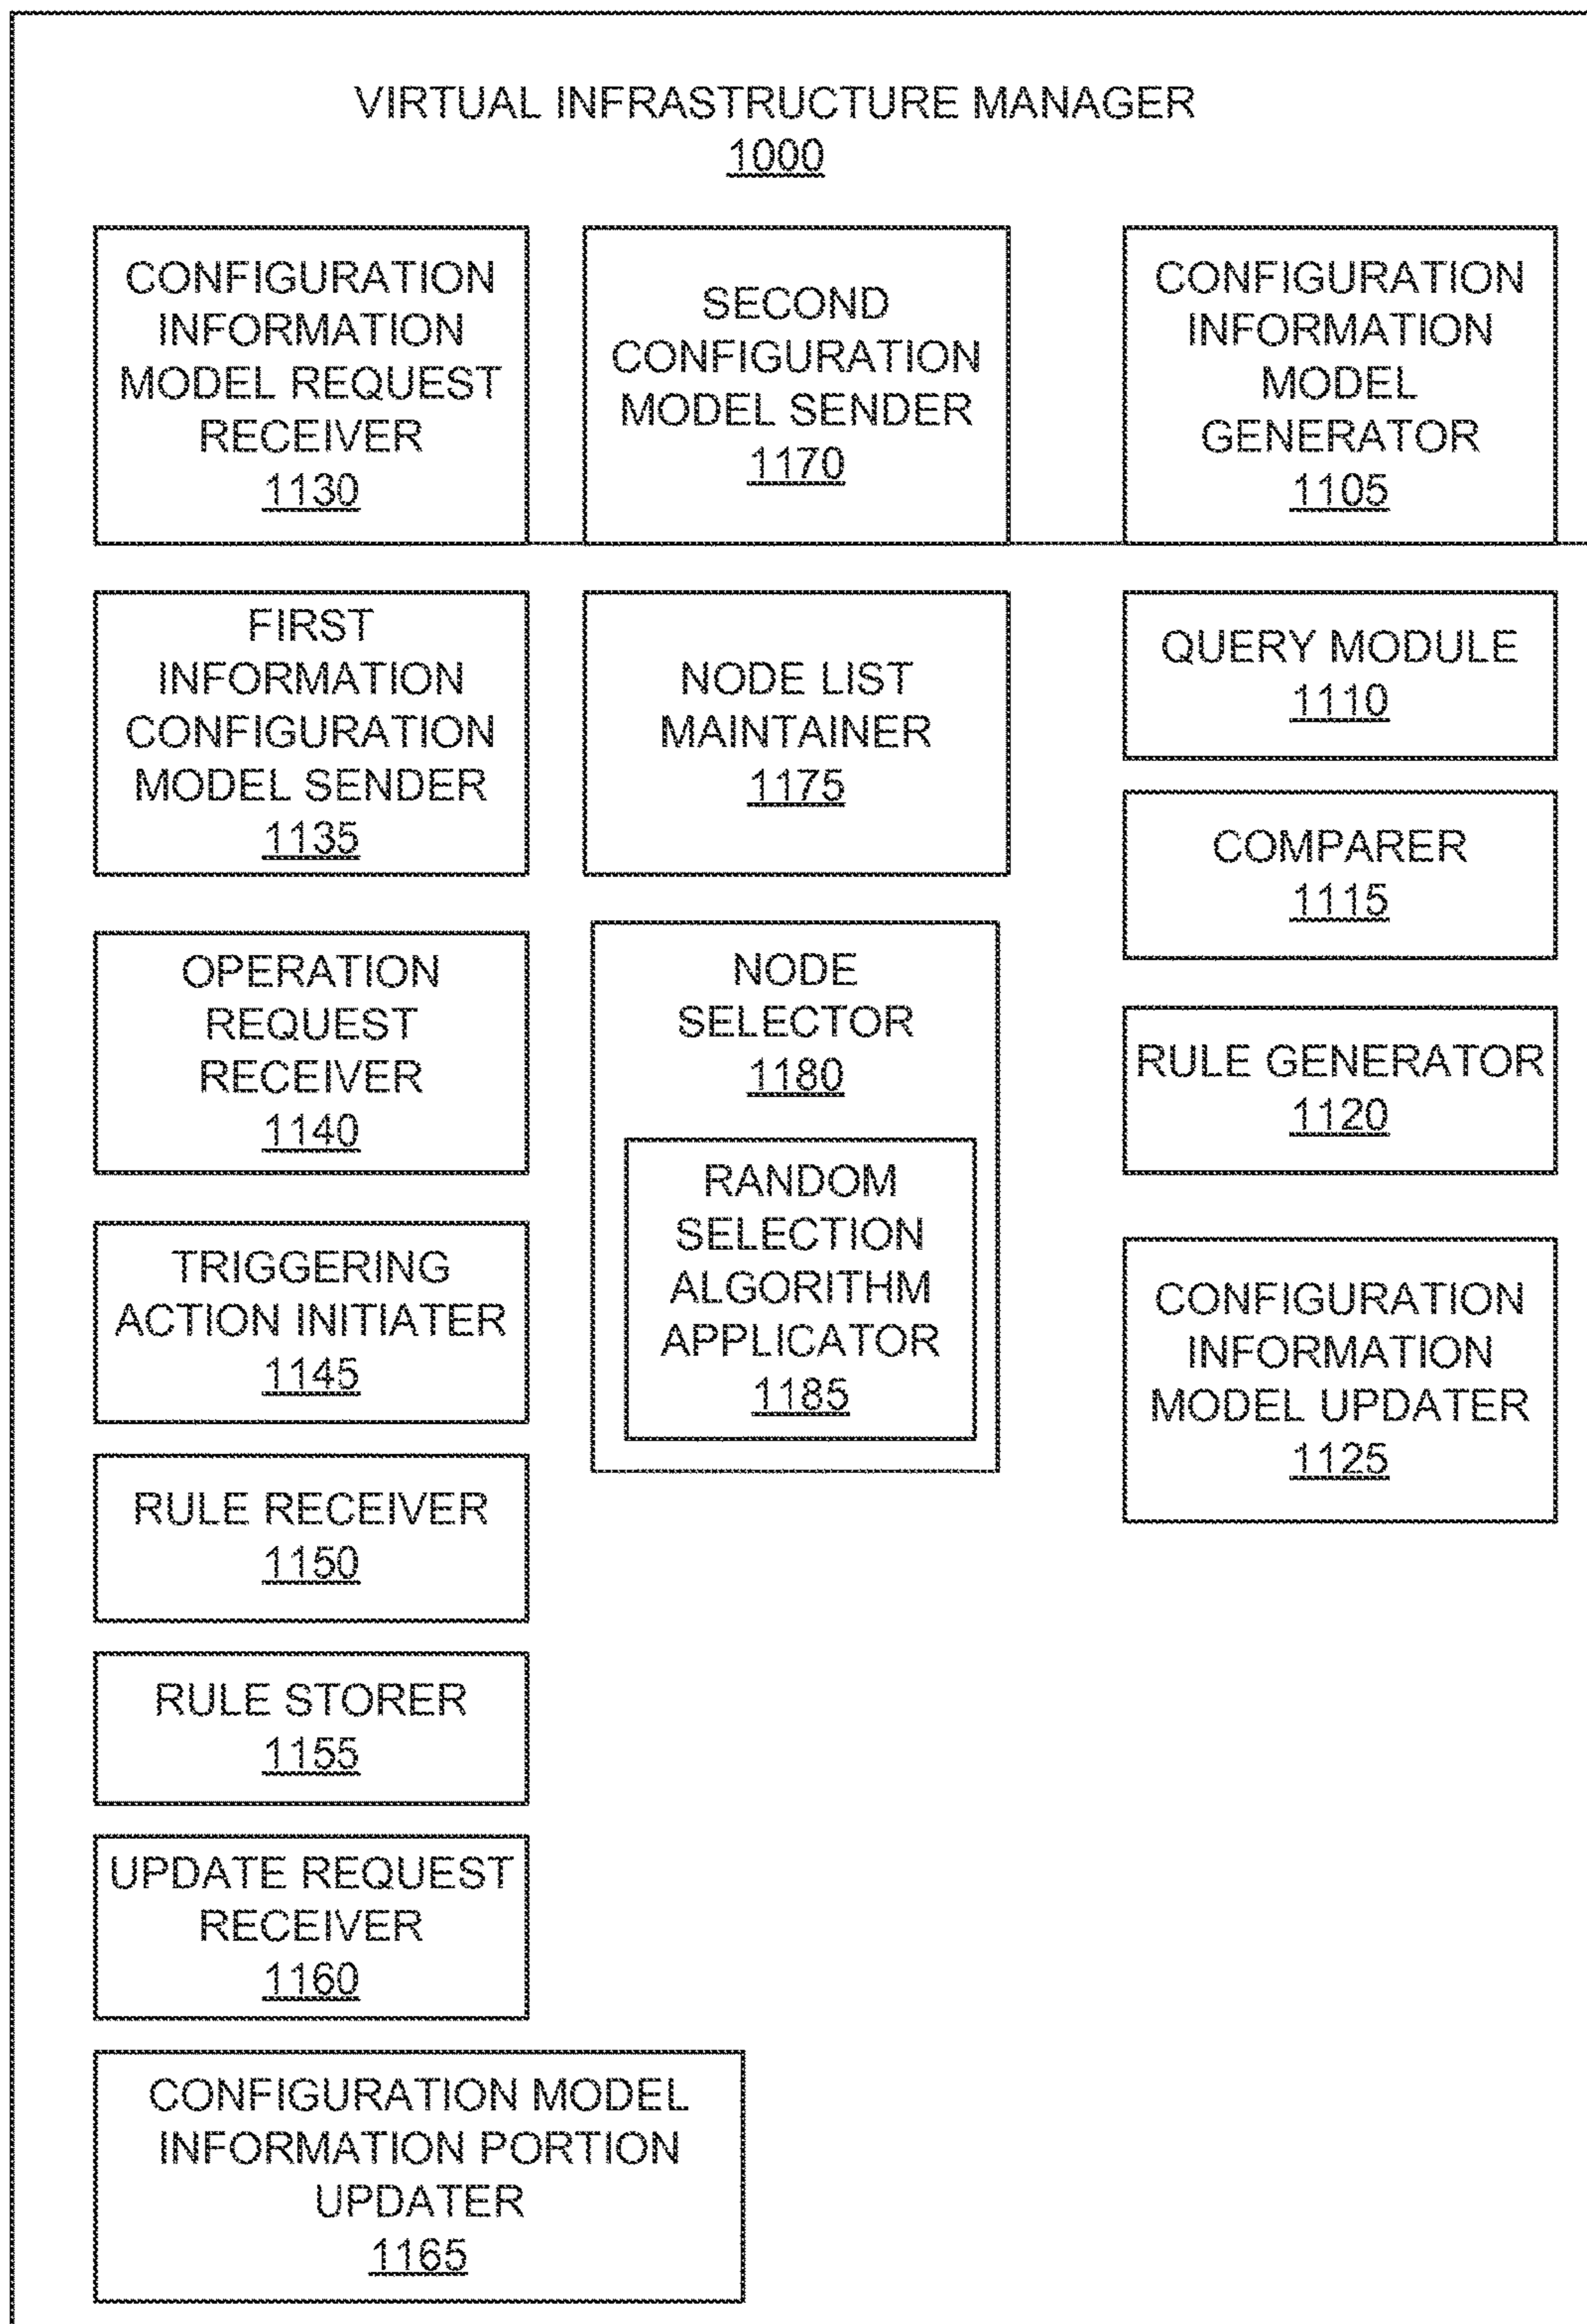 VIRTUAL INFRASTRUCTURE MANAGER
1000
CONFIGURATION
INFORMATION
MODEL REQUEST
RECEIVER
1130
FIRST
INFORMATION
CONFIGURATION
MODEL SENDER
1135
OPERATION
REQUEST
RECEIVER
1140
TRIGGERING
ACTION INITIATER
1145
RULE RECEIVER
1150
RULE STORER
1155
UPDATE REQUEST
RECEIVER
1160
CONFIGURATION MODEL
INFORMATION PORTION
UPDATER
1165
SECOND
CONFIGURATION
MODEL SENDER
1170
NODE LIST
MAINTAINER
1175
NODE
SELECTOR
1180
RANDOM
SELECTION
ALGORITHM
APPLICATOR
1185
CONFIGURATION
INFORMATION
MODEL
GENERATOR
1105
QUERY MODULE
1110
COMPARER
1115
RULE GENERATOR
1120
CONFIGURATION
INFORMATION
MODEL UPDATER
1125